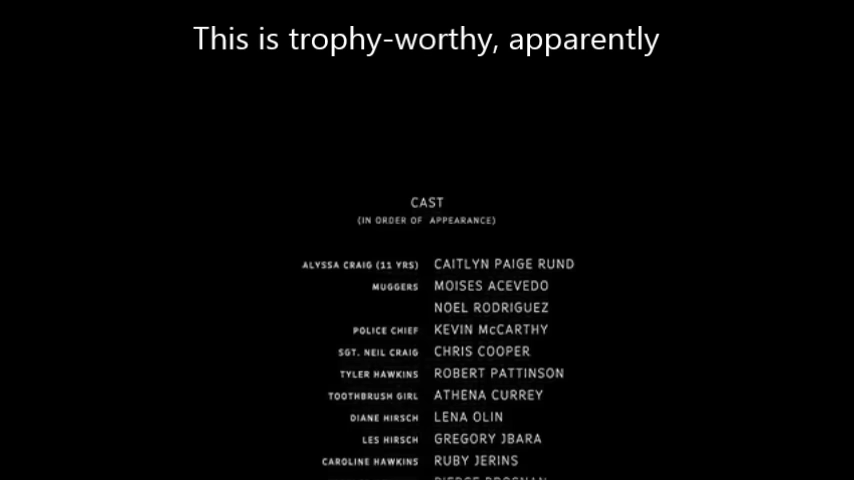 This is trophy-worthy, apparently
CAST
(IN ORDER OF APPEARANCE)
ALYSSA CRAIG (11 YRS) CAITLYN PAIGE RUND
MUGGERS MOISES ACEVEDO
NOEL RODRIGUEZ
POLICE CHIEF KEVIN McCARTHY
SGT. NEIL CRAIG CHRIS COOPER
TYLER HAWKINS ROBERT PATTINSON
TOOTHBRUSH GIRL ATHENA CURREY
DIANE HIRSCH LENA OLIN
LES HIRSCH GREGORY JBARA
CAROLINE HAWKINS RUBY JERINS